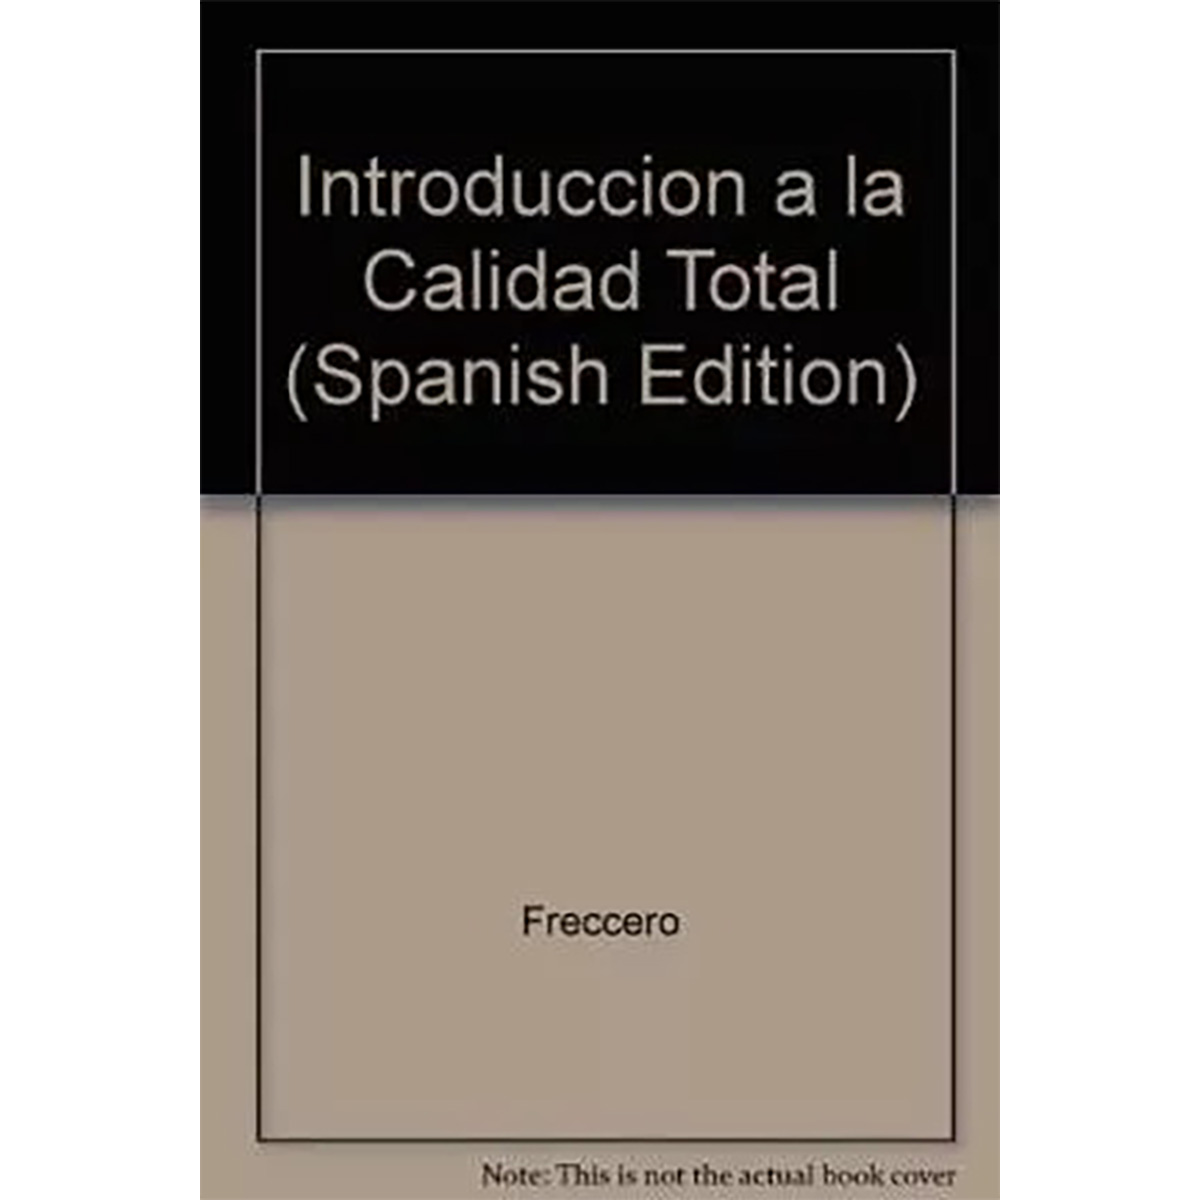 Introduccion a la
Calidad Total
(Spanish Edition)
Freccero
Note: This is not the actual book cover